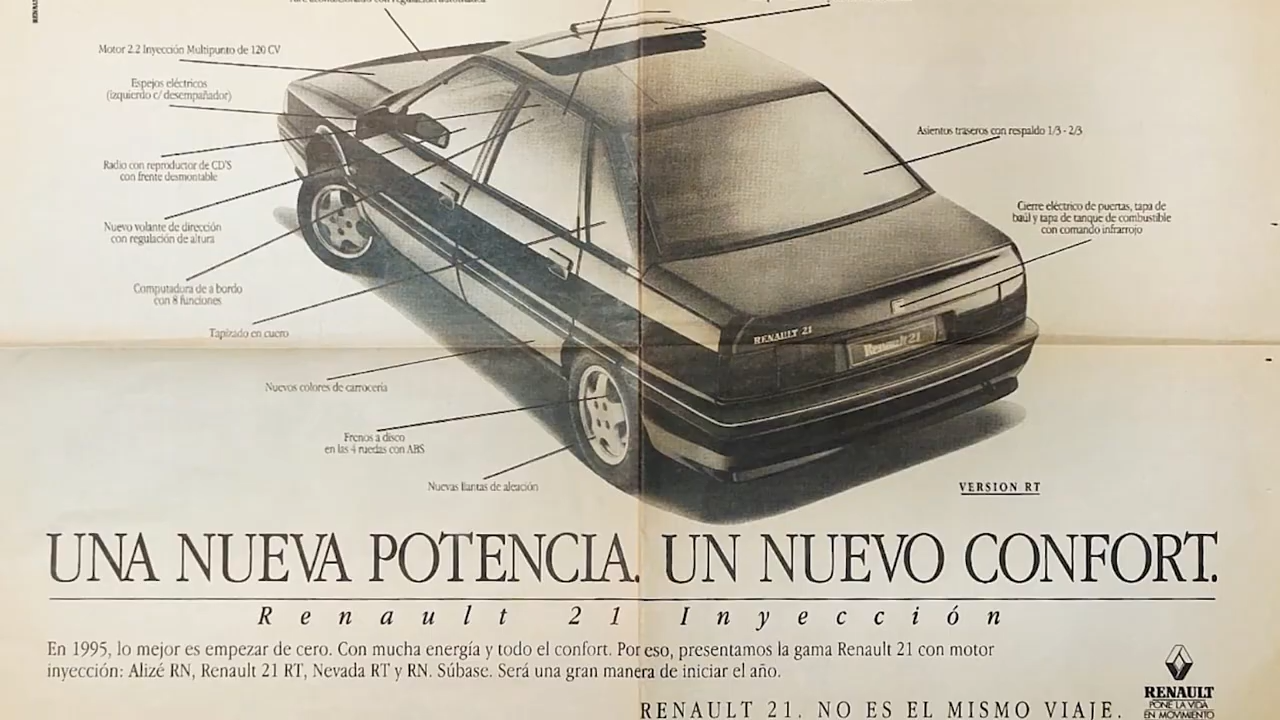 Motor 2.2 Inyección Multipunto de 120 CV
Espejos eléctricos
(izquierdo c/ desempañador)
Radio con reproductor de CD'S
con frente desmontable
Nuevo volante de dirección
con regulación de altura
Computadora de a bordo
con 8 funciones
Tapizado en cuero
Nuevos colores de carrocería
Frenos a disco
en las 4 ruedas con ABS
Nuevas llantas de aleación
Asientos traseros con respaldo 1/3 - 2/3
Cierre eléctrico de puertas, tapa de
baúl y tapa de tanque de combustible
con comando infrarrojo
RENAULT 21
Renault 21
VERSION RT
UNA NUEVA POTENCIA. UN NUEVO CONFORT.
Renault 21 Inyección
En 1995, lo mejor es empezar de cero. Con mucha energía y todo el confort. Por eso, presentamos la gama Renault 21 con motor
inyección: Alizé RN, Renault 21 RT, Nevada RT y RN. Súbase. Será una gran manera de iniciar el año.
RENAULT 21. NO ES EL MISMO VIAJE.
RENAULT
PONE LA VIDA
EN MOVIMIENTO